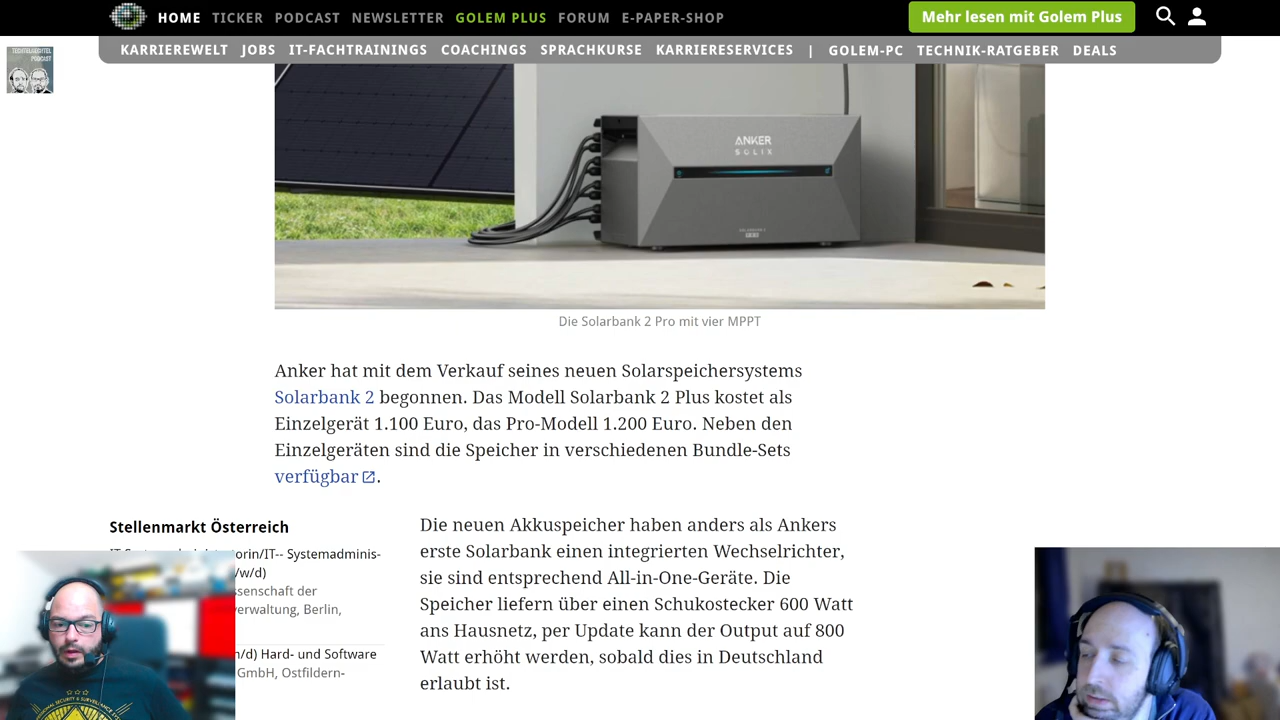 HOME TICKER PODCAST NEWSLETTER GOLEM PLUS FORUM E-PAPER-SHOP
Mehr lesen mit Golem Plus
KARRIEREWELT JOBS IT-FACHTRAININGS COACHINGS SPRACHKURSE KARRIERESERVICES | GOLEM-PC TECHNIK-RATGEBER DEALS
PODCAST
ANKER
SOLIX
Die Solarbank 2 Pro mit vier MPPT
Anker hat mit dem Verkauf seines neuen Solarspeichersystems
Solarbank 2 begonnen. Das Modell Solarbank 2 Plus kostet als
Einzelgerät 1.100 Euro, das Pro-Modell 1.200 Euro. Neben den
Einzelgeräten sind die Speicher in verschiedenen Bundle-Sets
verfügbar.
Stellenmarkt Österreich
orin/IT-- Systemadminis-
/w/d)
ssenschaft der
verwaltung, Berlin,
n/d) Hard- und Software
GmbH, Ostfildern-
Die neuen Akkuspeicher haben anders als Ankers
erste Solarbank einen integrierten Wechselrichter,
sie sind entsprechend All-in-One-Geräte. Die
Speicher liefern über einen Schukostecker 600 Watt
ans Hausnetz, per Update kann der Output auf 800
Watt erhöht werden, sobald dies in Deutschland
erlaubt ist.